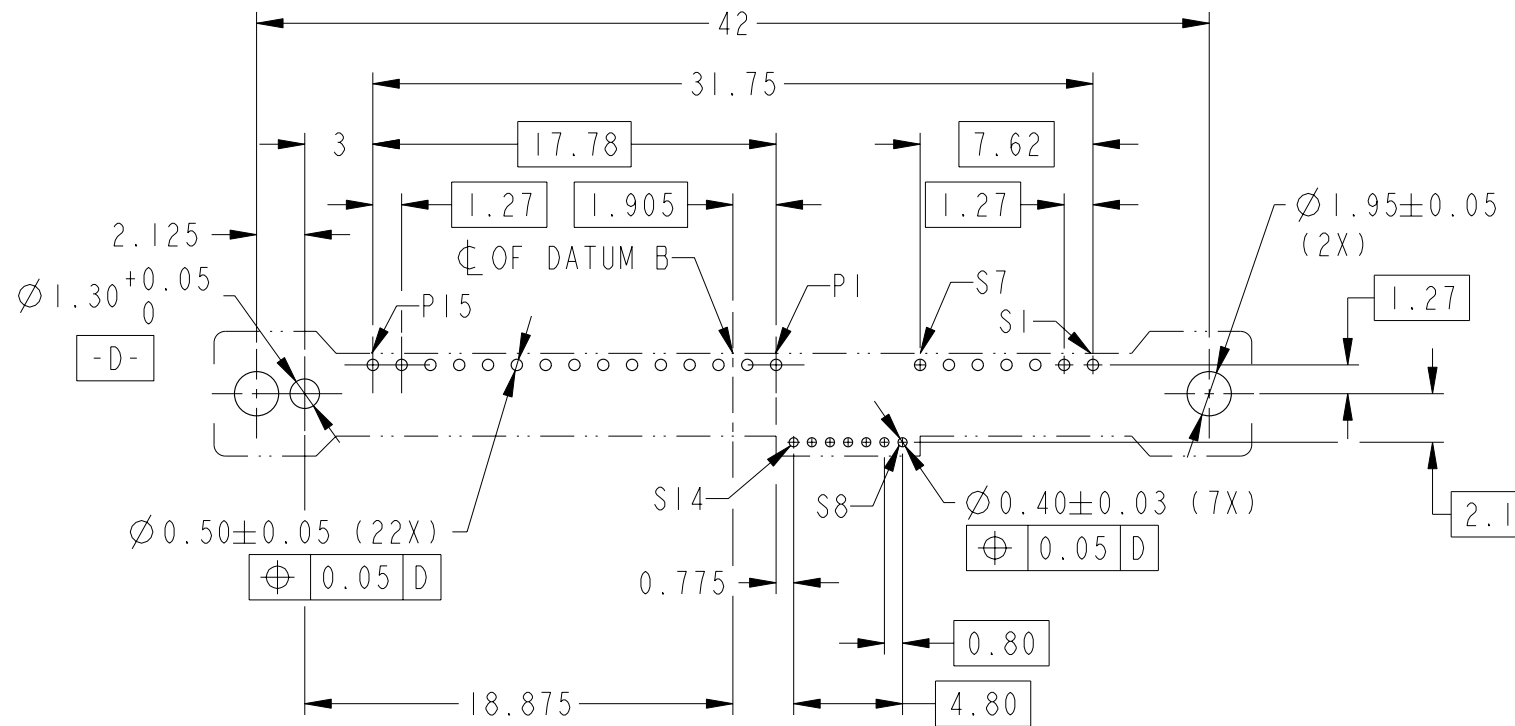 42
31.75
3
17.78
7.62
1.27
1.905
1.27
Ø1.95±0.05
(2X)
2.125
℄ OF DATUM B
Ø1.30 +0.05
0
P15
P1
S7
S1
1.27
-D-
S14
S8
Ø0.40±0.03 (7X)
⌖ 0.05 D
2.1
Ø0.50±0.05 (22X)
⌖ 0.05 D
0.775
0.80
18.875
4.80